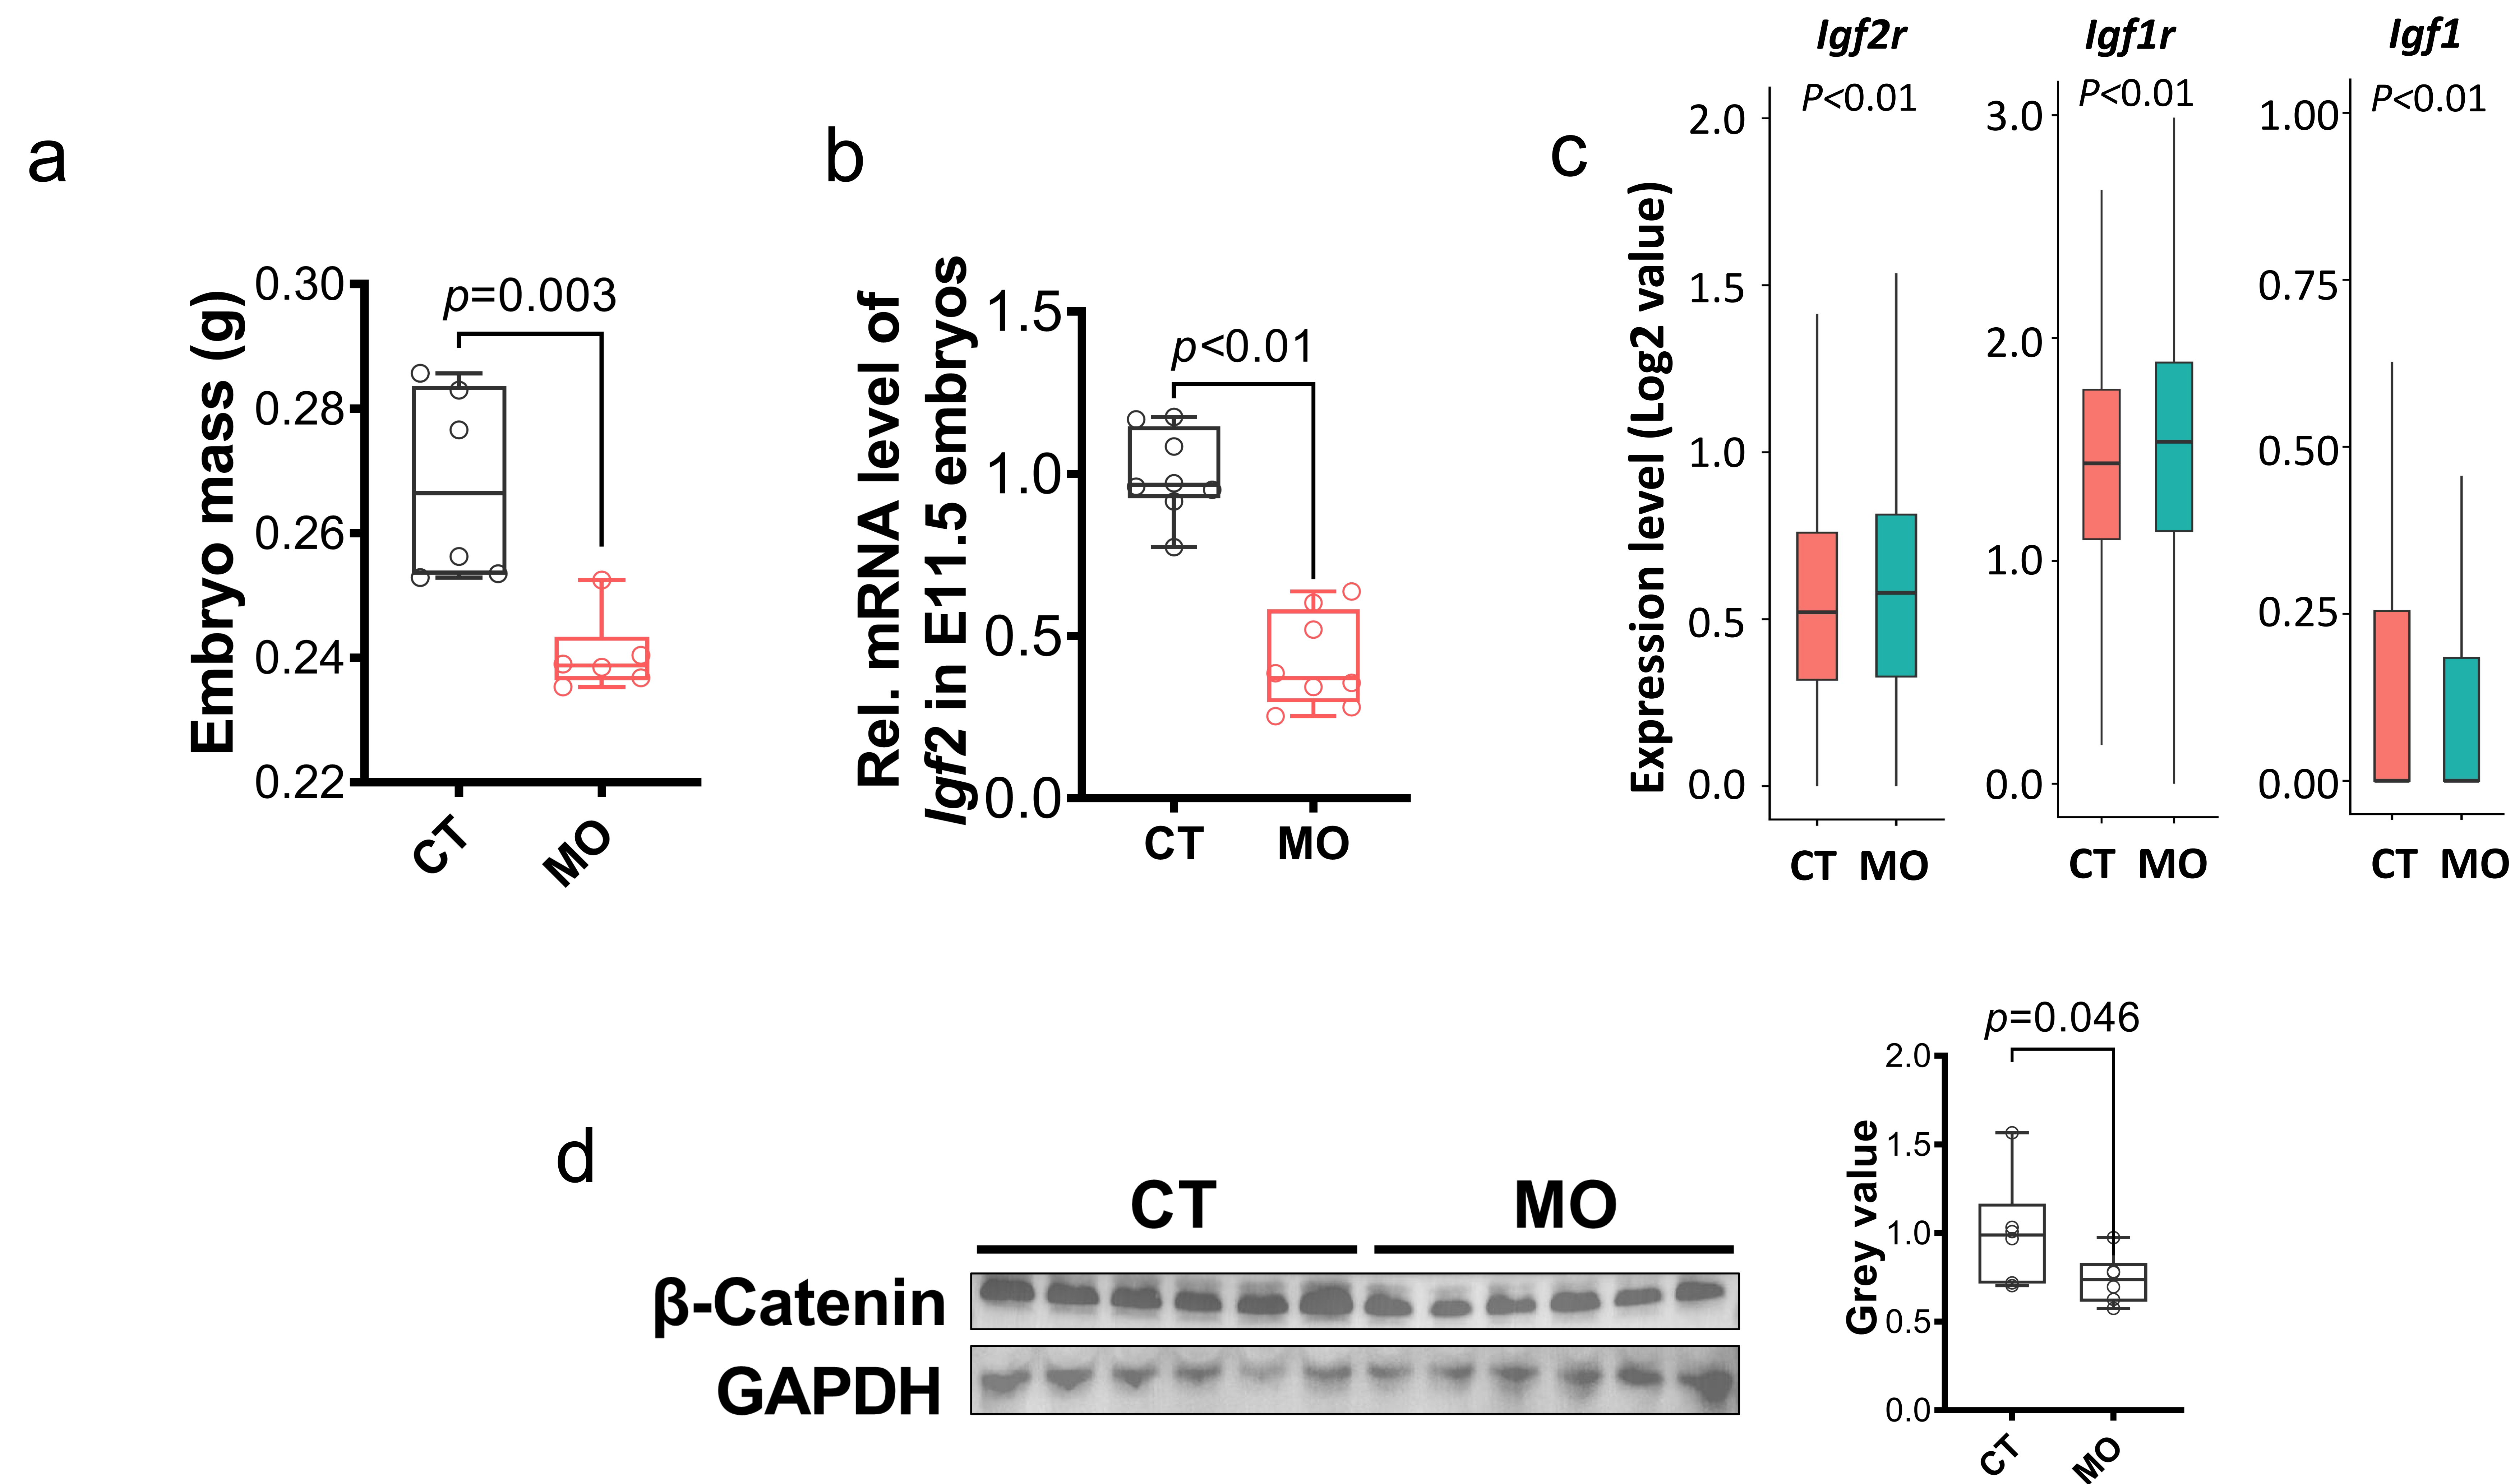 a
Embryo mass (g)
0.30
0.28
0.26
0.24
0.22
p=0.003
CT
MO
b
Rel. mRNA level of
Igf2 in E11.5 embryos
1.5
1.0
0.5
0.0
p<0.01
CT
MO
c
Expression level (Log2 value)
Igf2r
P<0.01
2.0
1.5
1.0
0.5
0.0
CT MO
Igf1r
P<0.01
3.0
2.0
1.0
0.0
CT MO
Igf1
P<0.01
1.00
0.75
0.50
0.25
0.00
CT MO
d
CT
MO
β-Catenin
GAPDH
Grey value
p=0.046
2.0
1.5
1.0
0.5
0.0
CT
MO